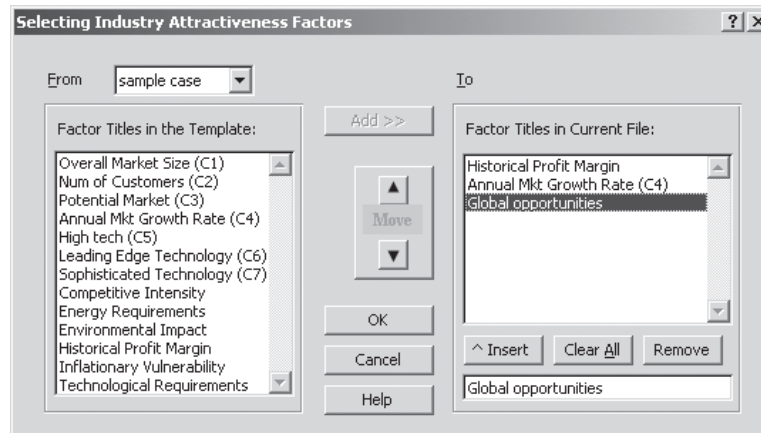 Selecting Industry Attractiveness Factors
?
From
sample case
To
Factor Titles in the Template:
Overall Market Size (C1)
Num of Customers (C2)
Potential Market (C3)
Annual Mkt Growth Rate (C4)
High tech (C5)
Leading Edge Technology (C6)
Sophisticated Technology (C7)
Competitive Intensity
Energy Requirements
Environmental Impact
Historical Profit Margin
Inflationary Vulnerability
Technological Requirements
Add >>
Move
OK
Cancel
Help
Factor Titles in Current File:
Historical Profit Margin
Annual Mkt Growth Rate (C4)
Global opportunities
^ Insert
Clear All
Remove
Global opportunities